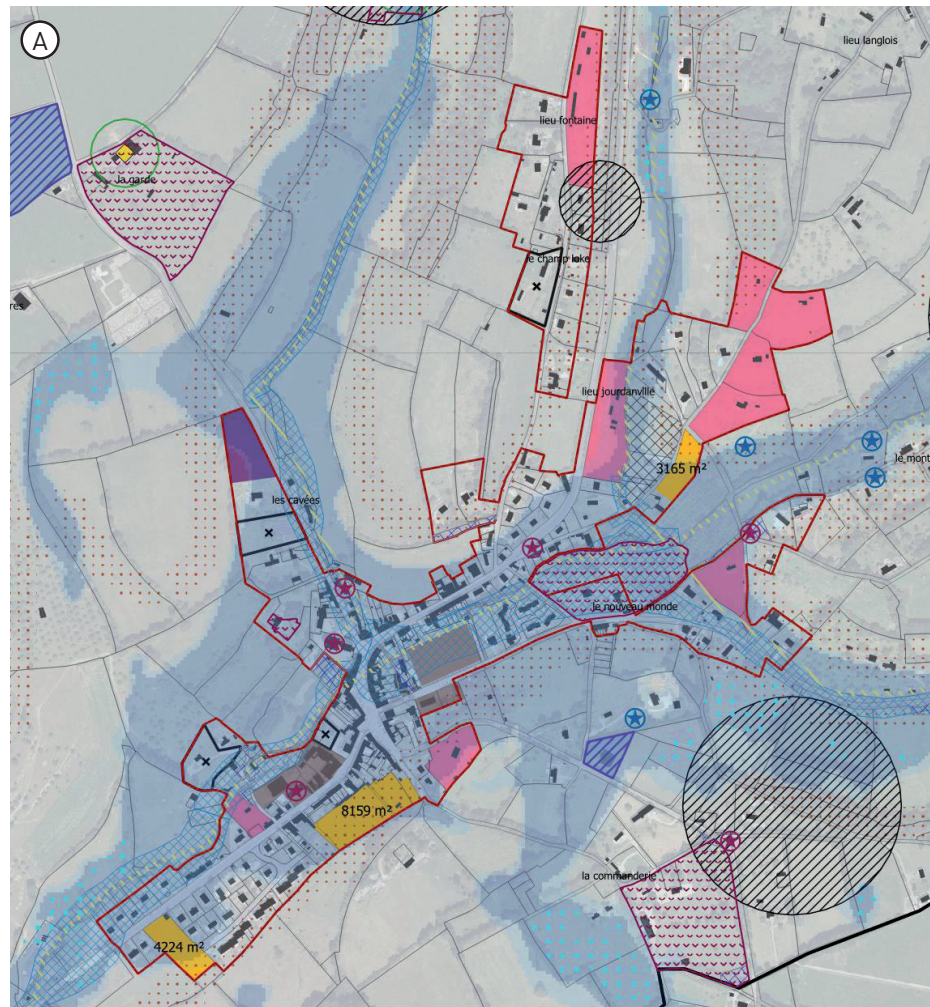 A
lieu langlois
lieu fontaine
la garde
le champ loke
res
lieu jourdanville
3165 m²
le mont
les cavées
le nouveau monde
8159 m²
la commanderie
4224 m²